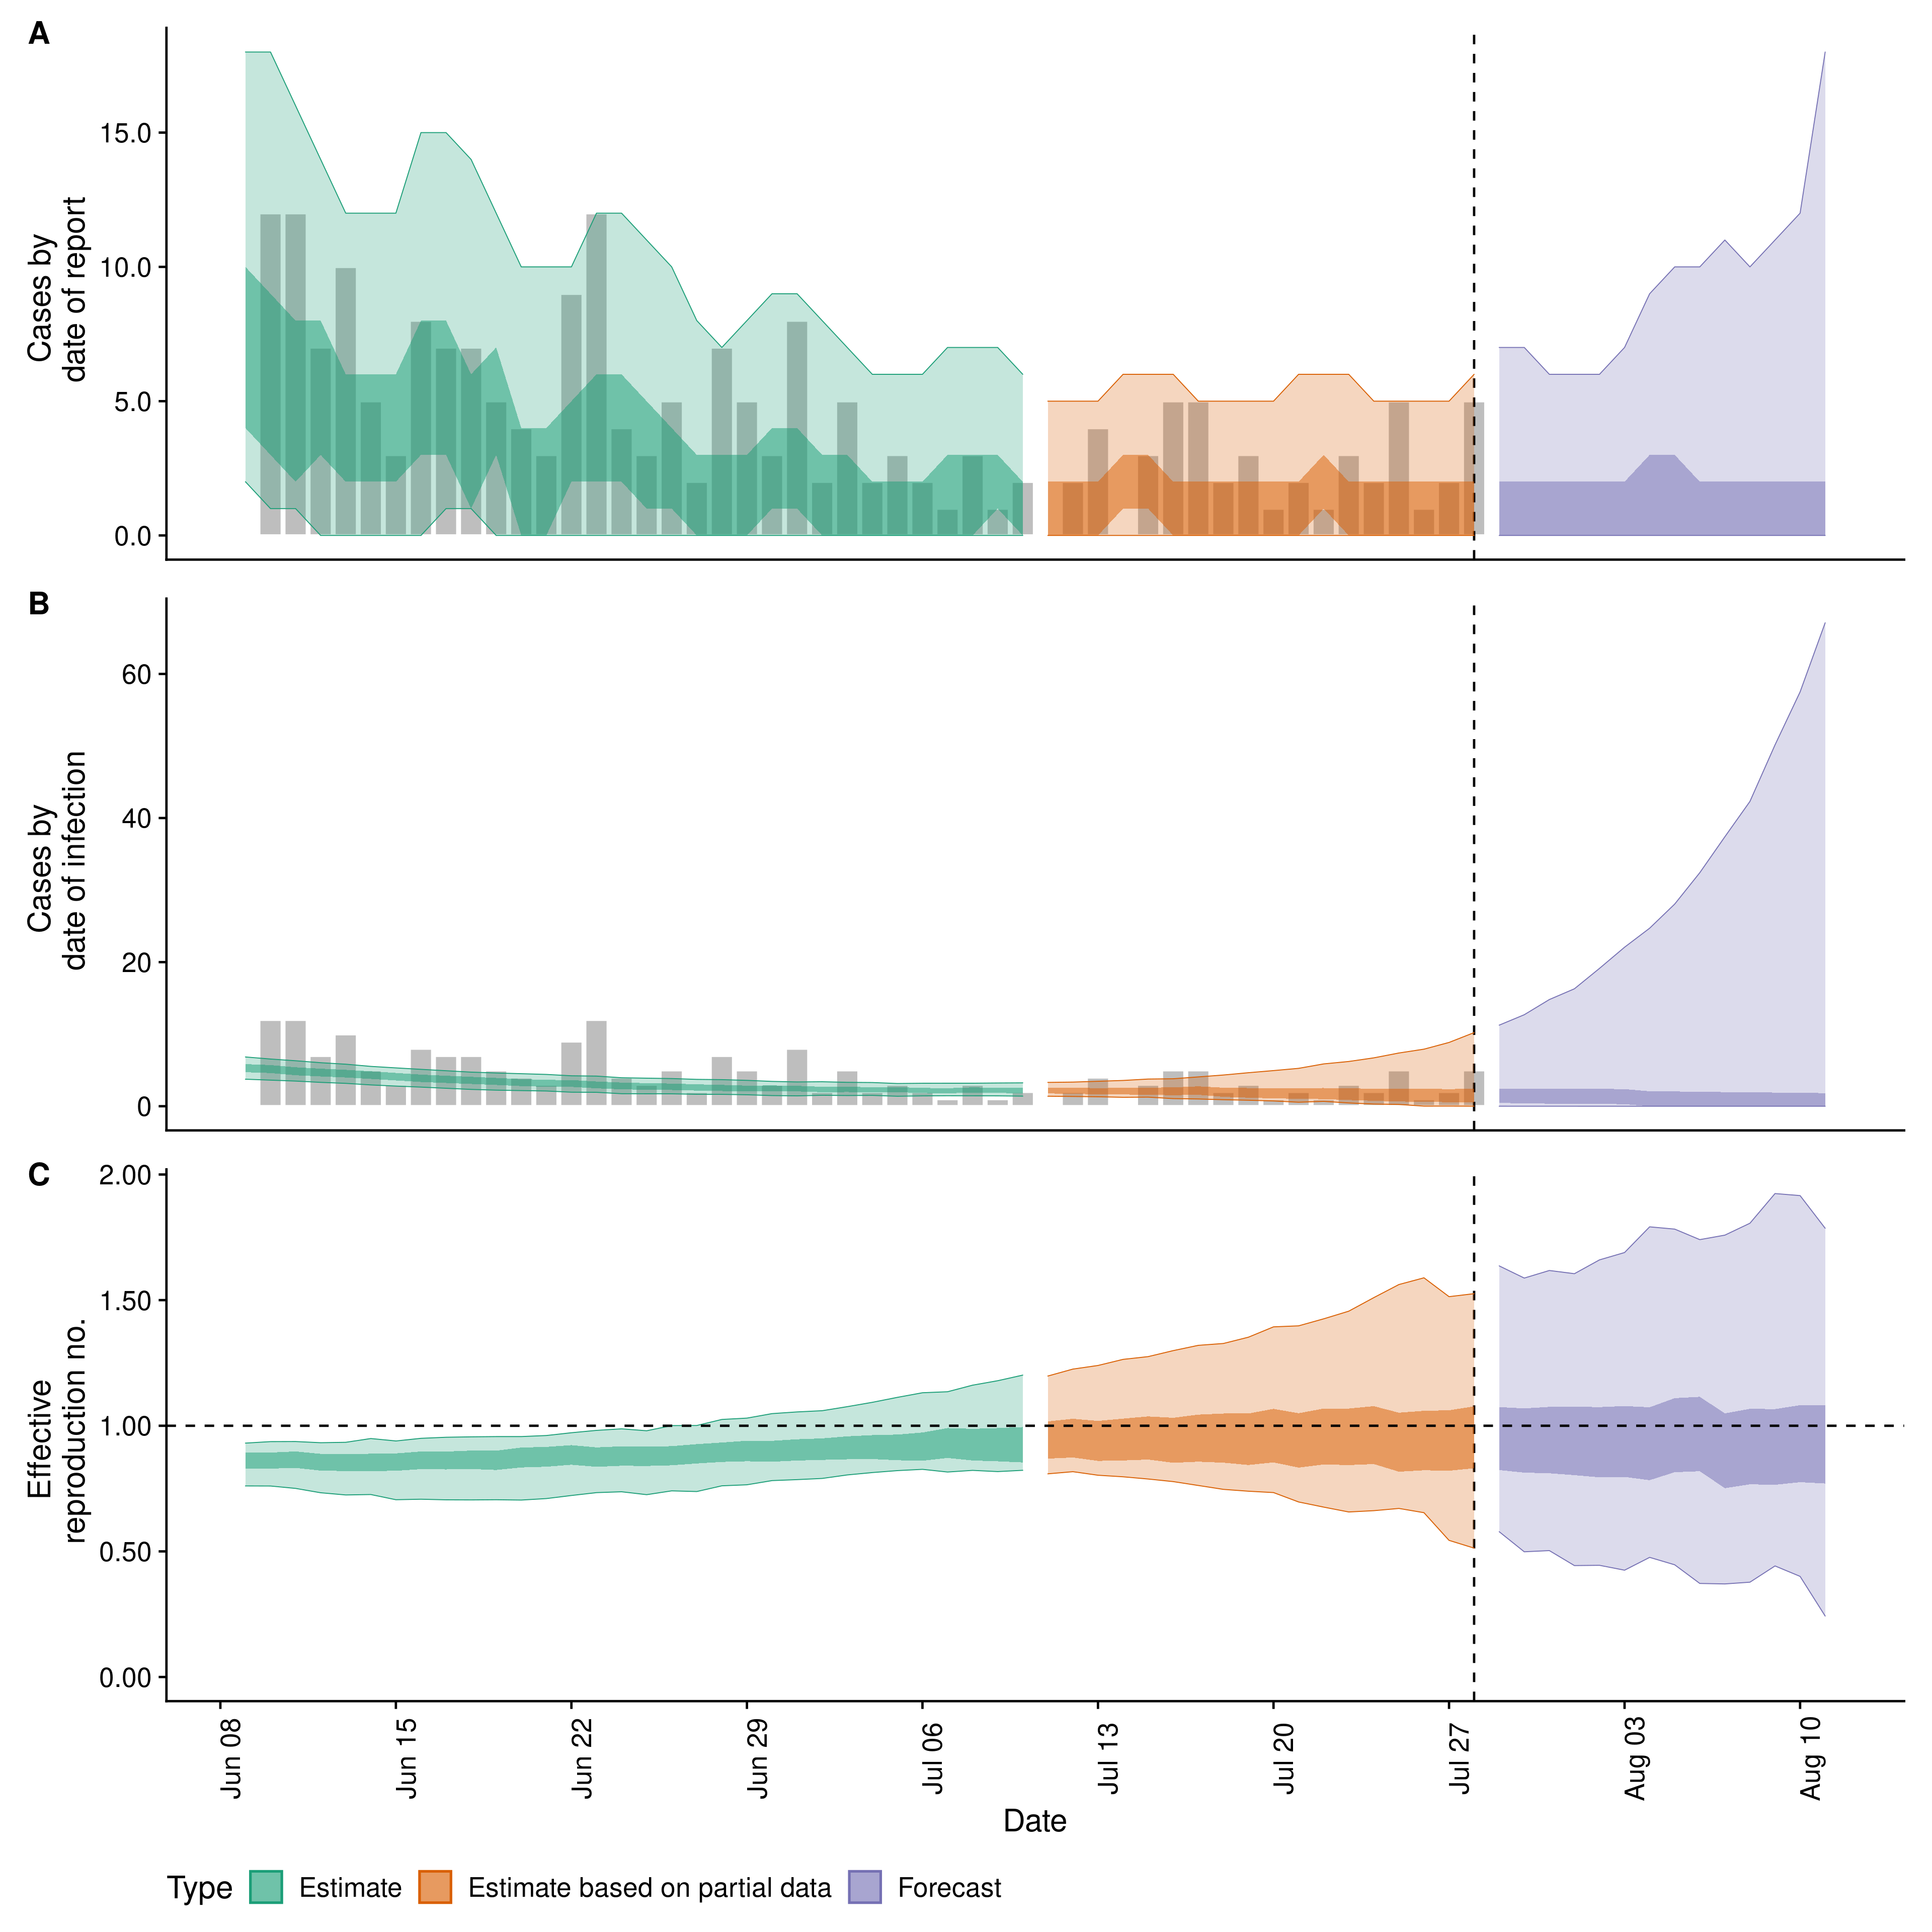 A
Cases by
date of report
15.0
10.0
5.0
0.0
B
Cases by
date of infection
60
40
20
0
C
Effective
reproduction no.
2.00
1.50
1.00
0.50
0.00
Jun 08
Jun 15
Jun 22
Jun 29
Jul 06
Jul 13
Jul 20
Jul 27
Aug 03
Aug 10
Date
Type Estimate Estimate based on partial data Forecast